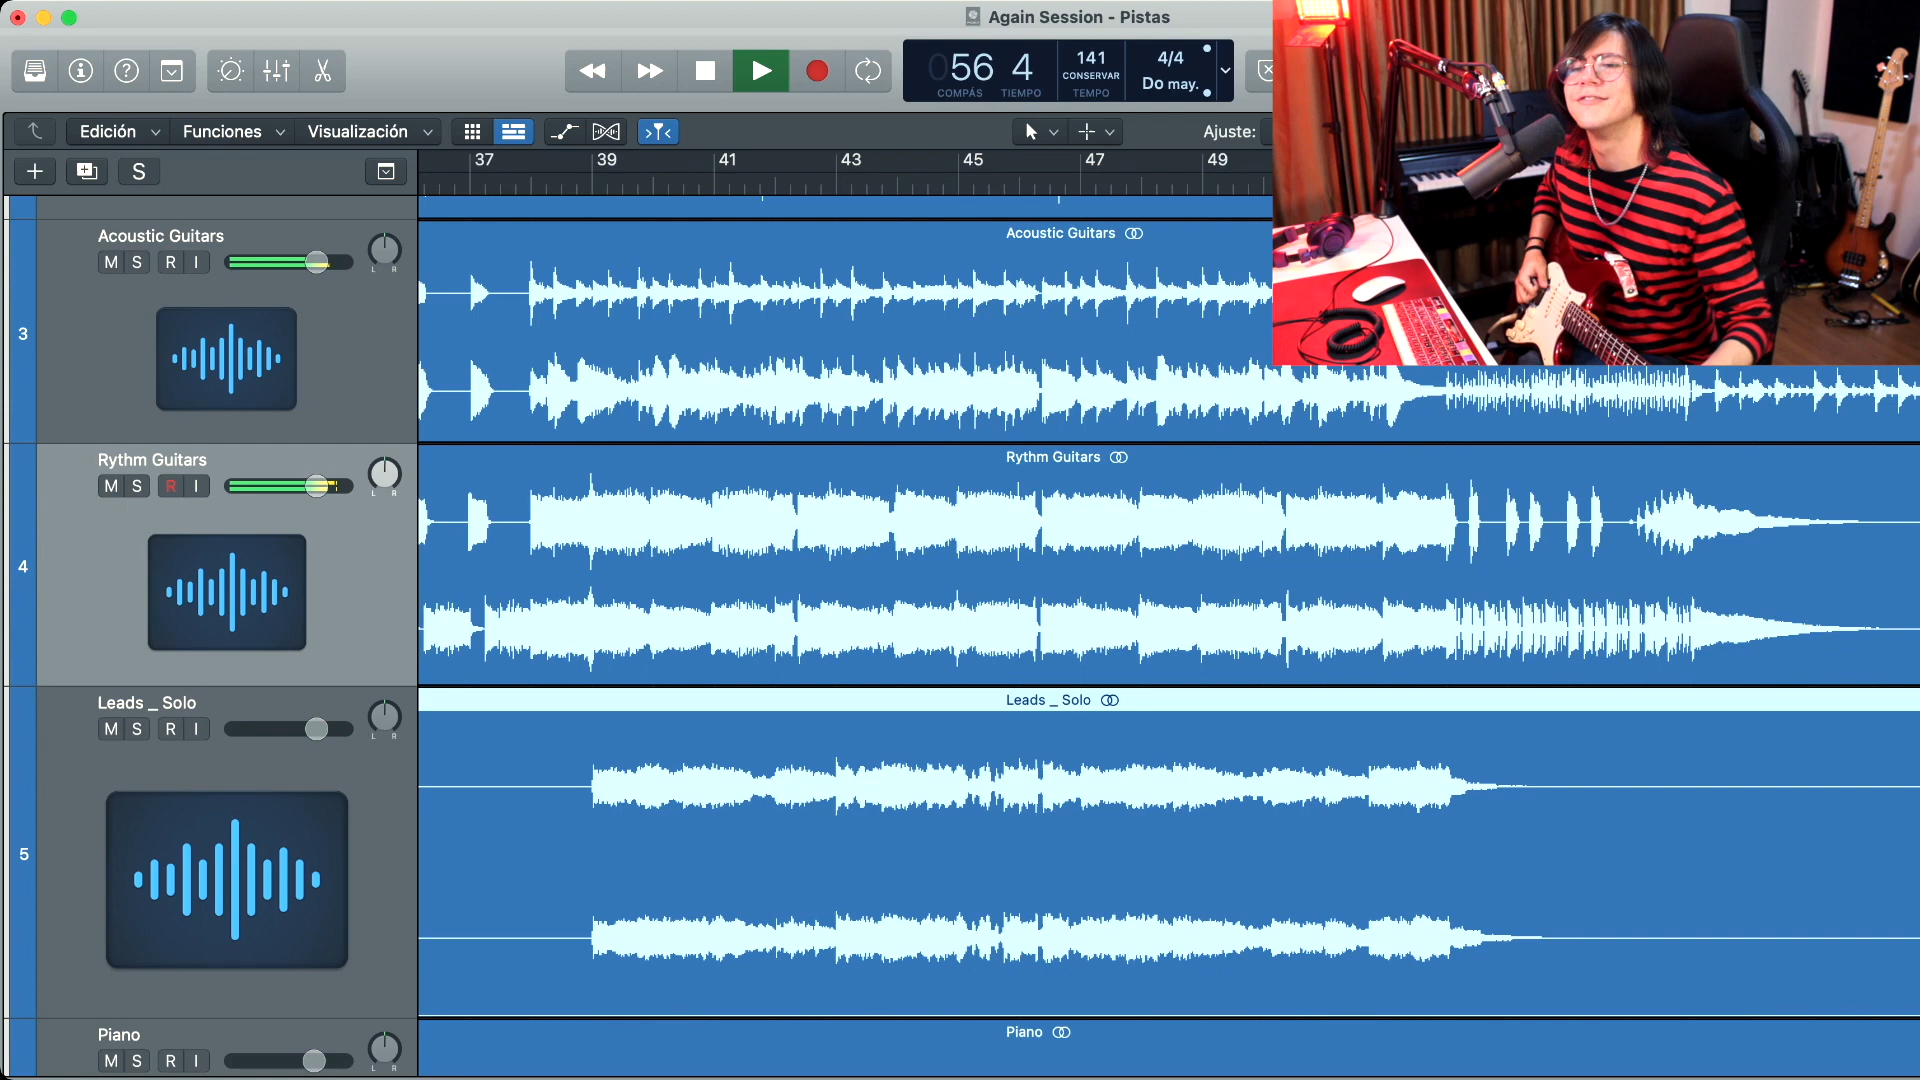 Again Session - Pistas
056 4
COMPÁS TIEMPO
141
CONSERVAR
TEMPO
4/4
Do may.
Edición
Funciones
Visualización
Ajuste:
S
37 39 41 43 45 47 49
3
Acoustic Guitars
M S R I
L R
Acoustic Guitars
4
Rythm Guitars
M S R I
L R
Rythm Guitars
5
Leads _ Solo
M S R I
L R
Leads _ Solo
Piano
M S R I
L R
Piano